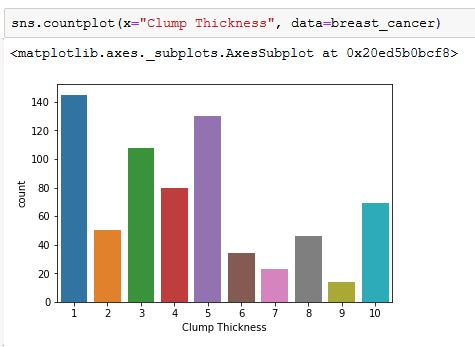 sns.countplot(x="Clump Thickness", data=breast_cancer)
<matplotlib.axes._subplots.AxesSubplot at 0x20ed5b0bcf8>
140
120
100
80
60
40
20
0
count
1 2 3 4 5 6 7 8 9 10
Clump Thickness